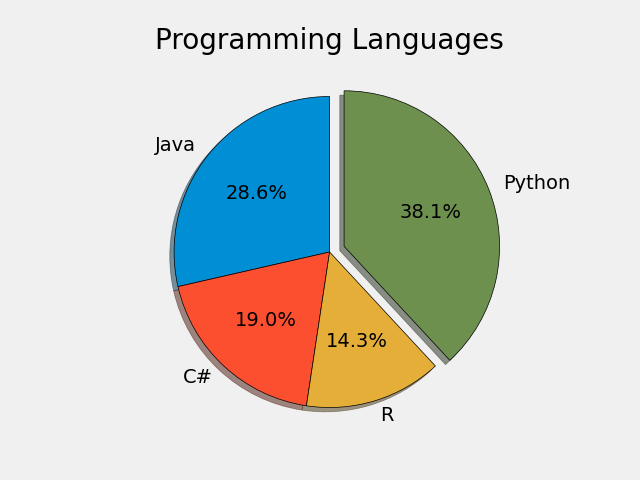 Programming Languages
Java
28.6%
Python
38.1%
19.0%
14.3%
C#
R